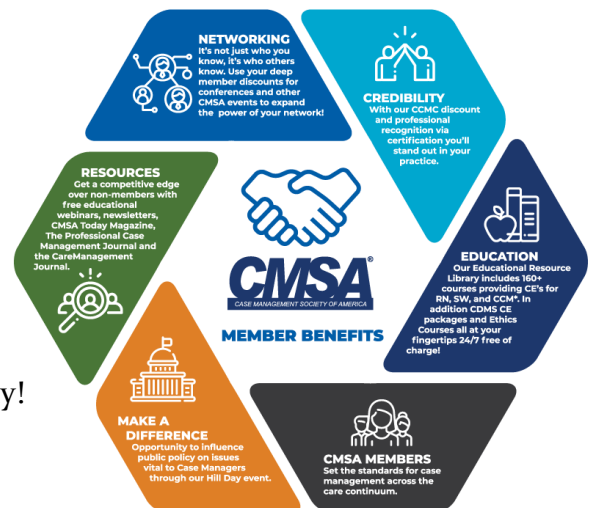 NETWORKING
It's not just who you
know, it's who others
know. Use your deep
member discounts for
conferences and other
CMSA events to expand
the power of your network!
CREDIBILITY
With our CCMC discount
and professional
recognition via
certification you'll
stand out in your
practice.
RESOURCES
Get a competitive edge
over non-members with
free educational
webinars, newsletters,
CMSA Today Magazine,
The Professional Case
Management Journal and
the CareManagement
Journal.
EDUCATION
Our Educational Resource
Library includes 160+
courses providing CE's for
RN, SW, and CCM*. In
addition CDMS CE
packages and Ethics
Courses all at your
fingertips 24/7 free of
charge!
CMSA®
CASE MANAGEMENT SOCIETY OF AMERICA
MEMBER BENEFITS
y!
MAKE A
DIFFERENCE
Opportunity to influence
public policy on issues
vital to Case Managers
through our Hill Day event.
CMSA MEMBERS
Set the standards for case
management across the
care continuum.